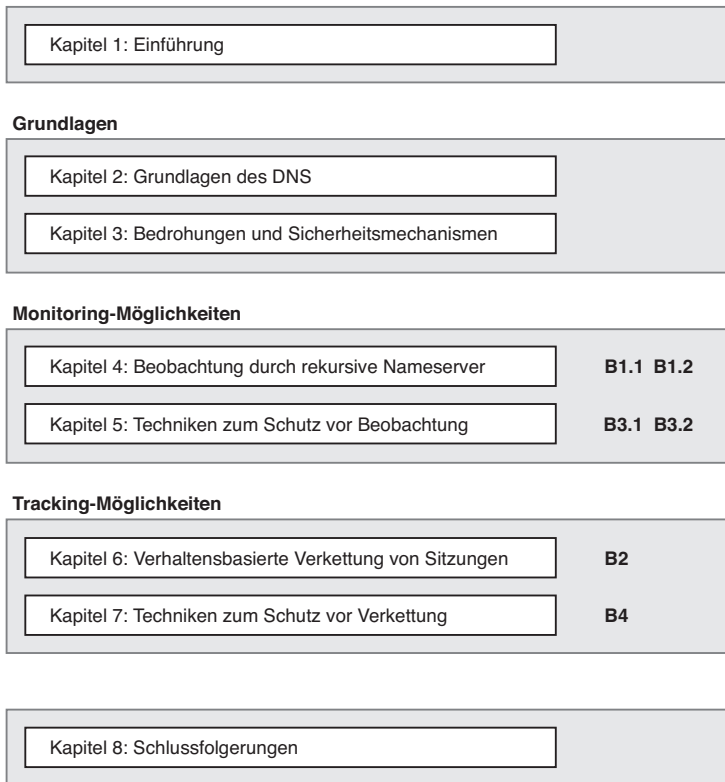 Kapitel 1: Einführung
Grundlagen
Kapitel 2: Grundlagen des DNS
Kapitel 3: Bedrohungen und Sicherheitsmechanismen
Monitoring-Möglichkeiten
Kapitel 4: Beobachtung durch rekursive Nameserver B1.1 B1.2
Kapitel 5: Techniken zum Schutz vor Beobachtung B3.1 B3.2
Tracking-Möglichkeiten
Kapitel 6: Verhaltensbasierte Verkettung von Sitzungen B2
Kapitel 7: Techniken zum Schutz vor Verkettung B4
Kapitel 8: Schlussfolgerungen